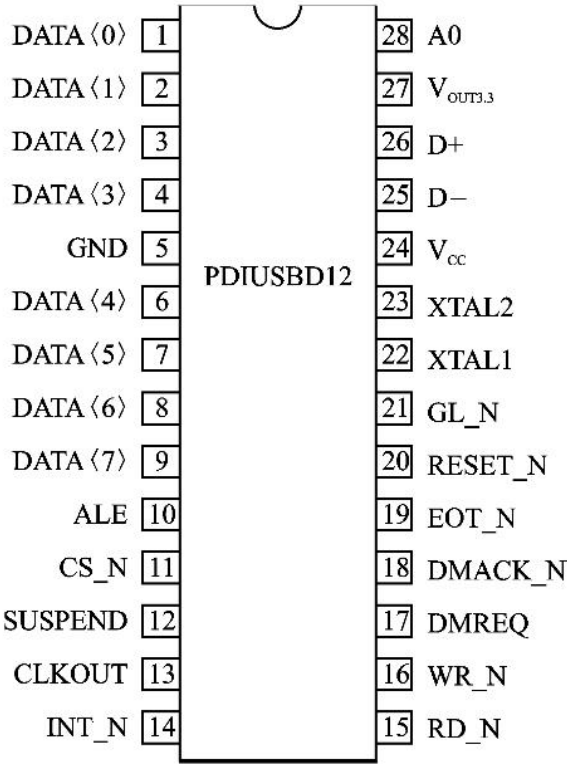 DATA⟨0⟩ 1 28 A0
DATA⟨1⟩ 2 27 VOUT3.3
DATA⟨2⟩ 3 26 D+
DATA⟨3⟩ 4 25 D−
GND 5 24 VCC
PDIUSBD12
DATA⟨4⟩ 6 23 XTAL2
DATA⟨5⟩ 7 22 XTAL1
DATA⟨6⟩ 8 21 GL_N
DATA⟨7⟩ 9 20 RESET_N
ALE 10 19 EOT_N
CS_N 11 18 DMACK_N
SUSPEND 12 17 DMREQ
CLKOUT 13 16 WR_N
INT_N 14 15 RD_N